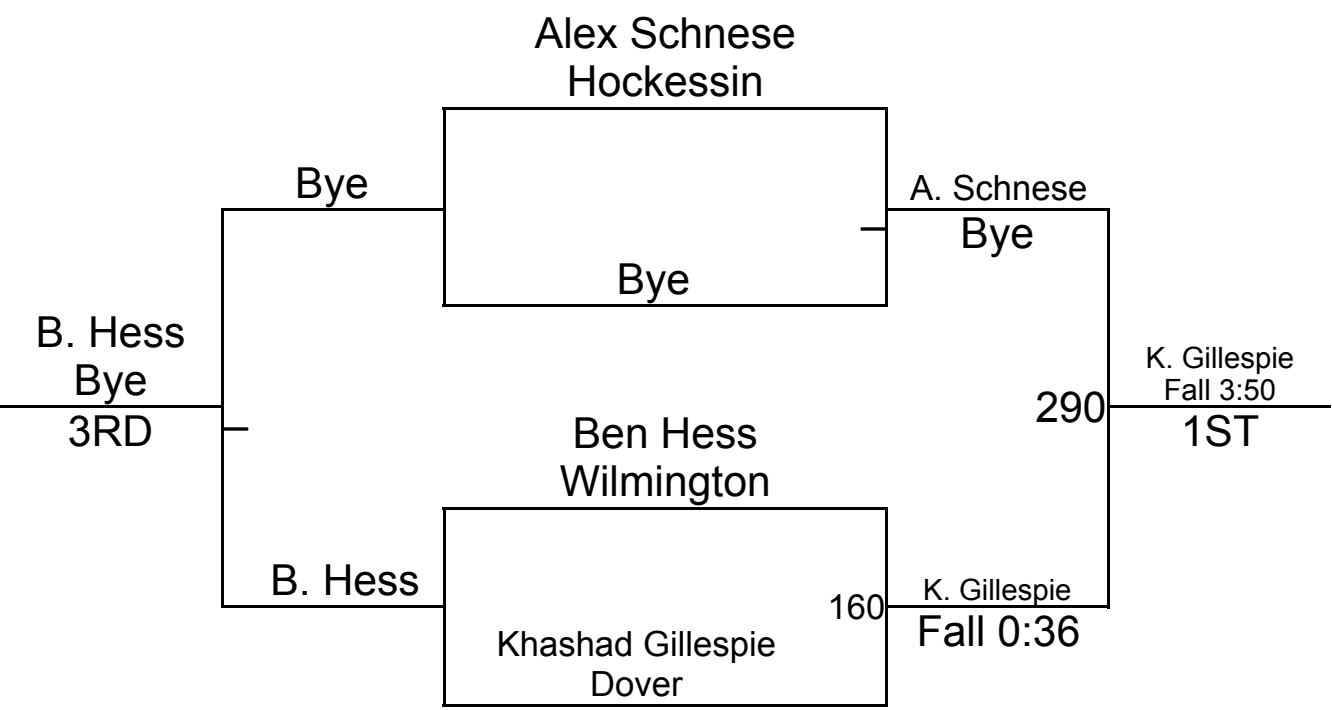 Alex Schnese
Hockessin
Bye
A. Schnese
Bye
Bye
B. Hess
Bye
3RD
K. Gillespie
Fall 3:50
1ST
290
Ben Hess
Wilmington
B. Hess
160
K. Gillespie
Fall 0:36
Khashad Gillespie
Dover